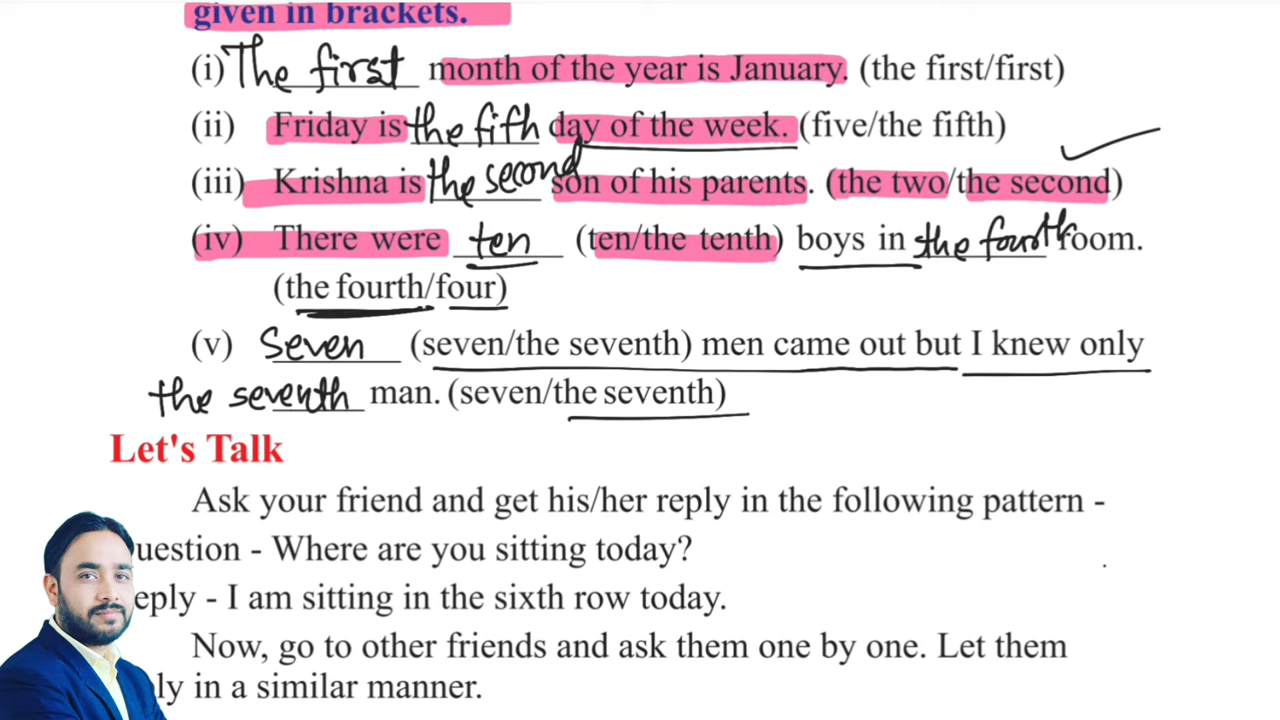 given in brackets.
(i) The first month of the year is January. (the first/first)
(ii) Friday is the fifth day of the week. (five/the fifth)
(iii) Krishna is the second son of his parents. (the two/the second)
(iv) There were ten (ten/the tenth) boys in the fourth room.
(the fourth/four)
(v) Seven (seven/the seventh) men came out but I knew only
the seventh man. (seven/the seventh)
Let's Talk
Ask your friend and get his/her reply in the following pattern -
uestion - Where are you sitting today?
eply - I am sitting in the sixth row today.
Now, go to other friends and ask them one by one. Let them
ly in a similar manner.